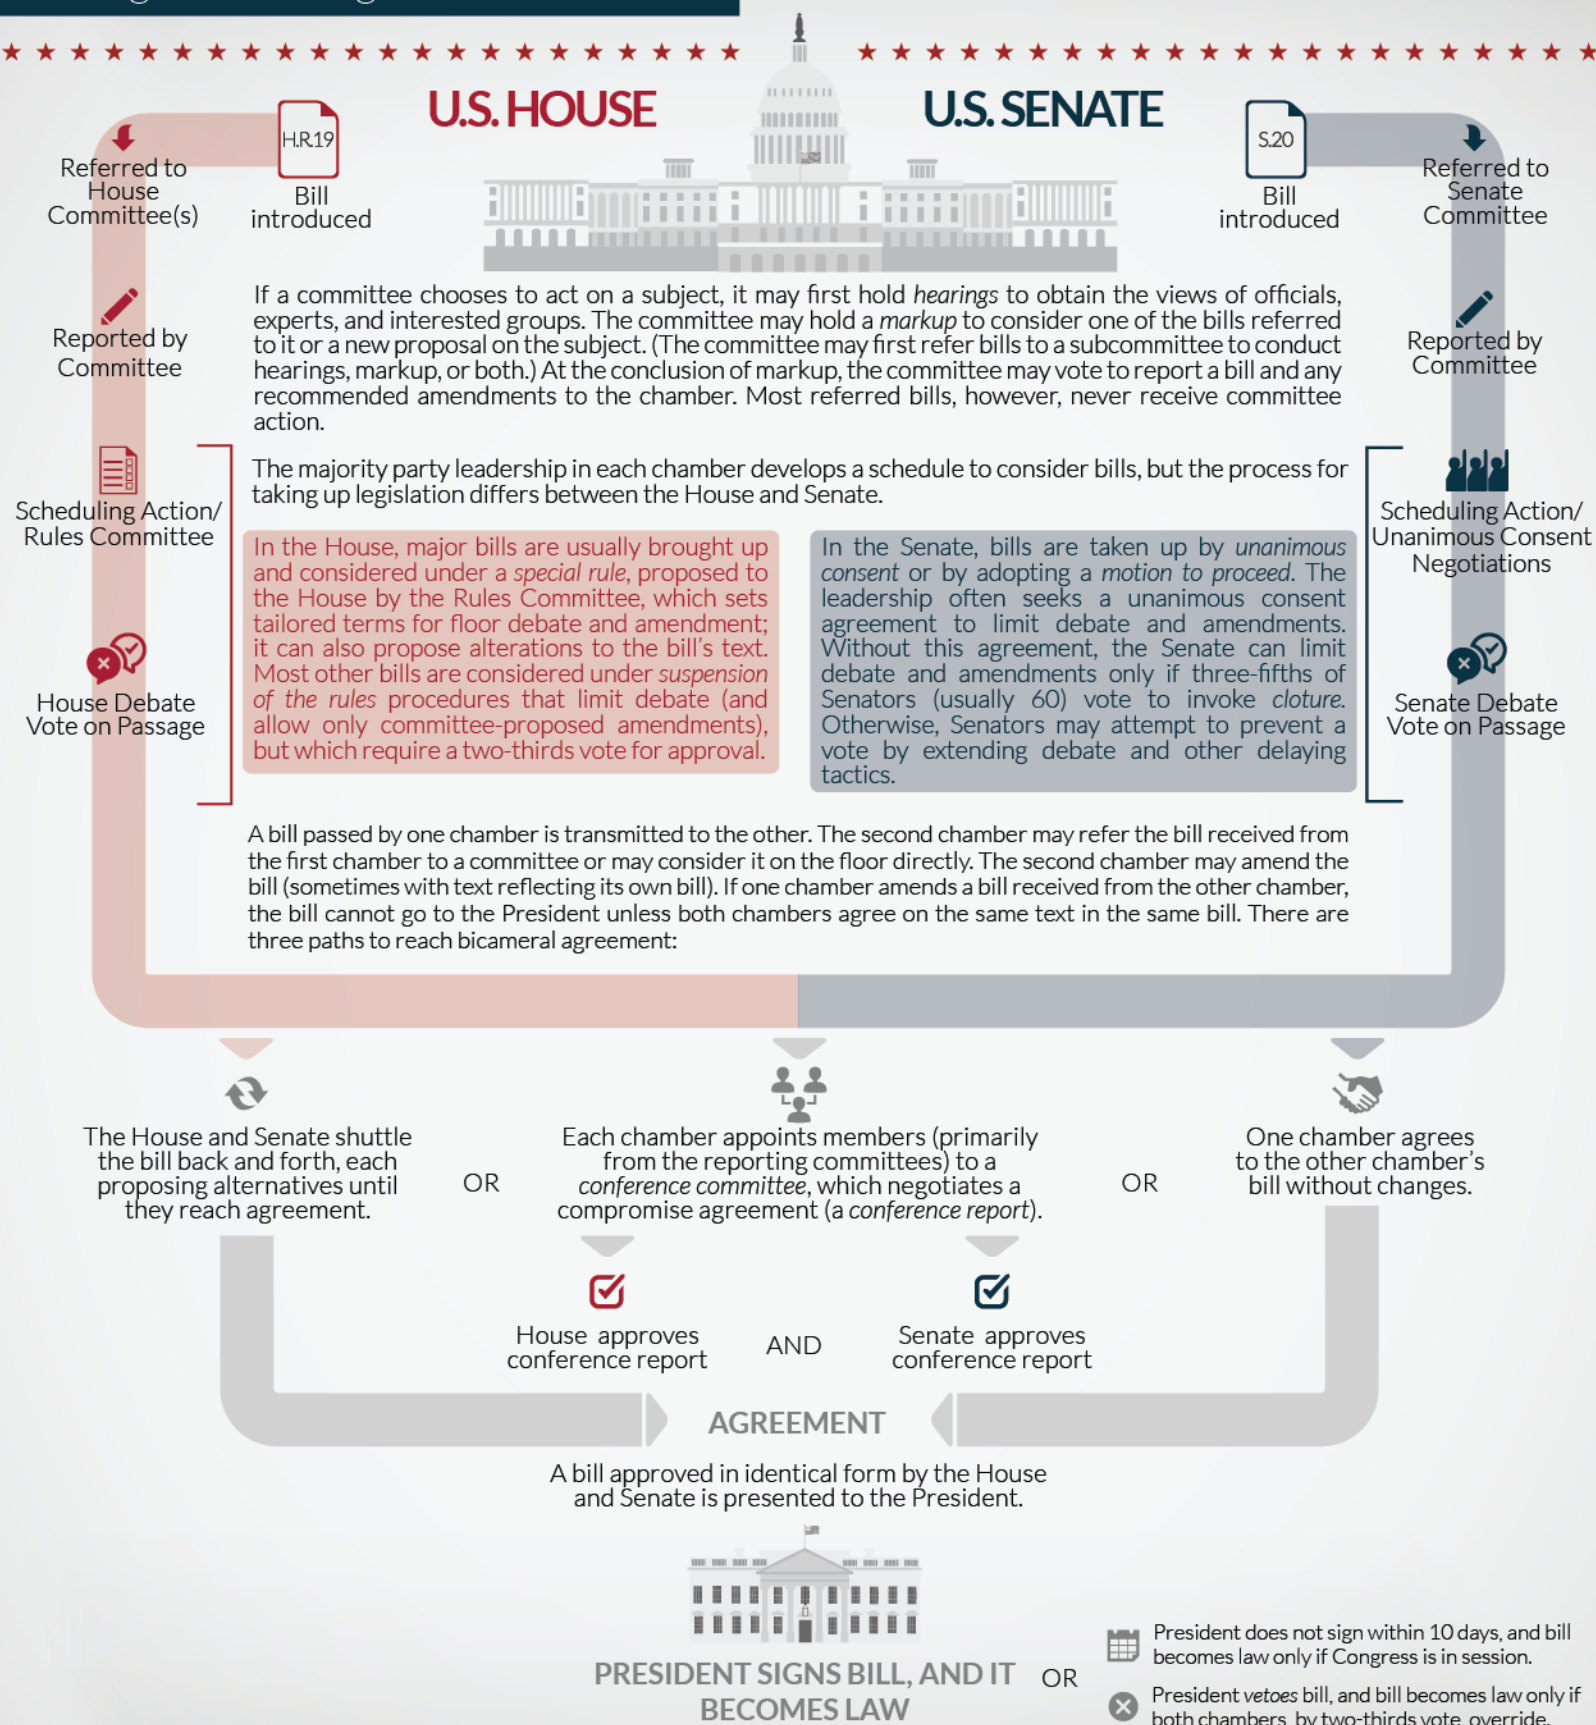 U.S. HOUSE
U.S. SENATE
H.R.19
Bill
introduced
Referred to
House
Committee(s)
S.20
Bill
introduced
Referred to
Senate
Committee
Reported by
Committee
If a committee chooses to act on a subject, it may first hold hearings to obtain the views of officials,
experts, and interested groups. The committee may hold a markup to consider one of the bills referred
to it or a new proposal on the subject. (The committee may first refer bills to a subcommittee to conduct
hearings, markup, or both.) At the conclusion of markup, the committee may vote to report a bill and any
recommended amendments to the chamber. Most referred bills, however, never receive committee
action.
Reported by
Committee
The majority party leadership in each chamber develops a schedule to consider bills, but the process for
taking up legislation differs between the House and Senate.
Scheduling Action/
Rules Committee
House Debate
Vote on Passage
In the House, major bills are usually brought up
and considered under a special rule, proposed to
the House by the Rules Committee, which sets
tailored terms for floor debate and amendment;
it can also propose alterations to the bill's text.
Most other bills are considered under suspension
of the rules procedures that limit debate (and
allow only committee-proposed amendments),
but which require a two-thirds vote for approval.
In the Senate, bills are taken up by unanimous
consent or by adopting a motion to proceed. The
leadership often seeks a unanimous consent
agreement to limit debate and amendments.
Without this agreement, the Senate can limit
debate and amendments only if three-fifths of
Senators (usually 60) vote to invoke cloture.
Otherwise, Senators may attempt to prevent a
vote by extending debate and other delaying
tactics.
Scheduling Action/
Unanimous Consent
Negotiations
Senate Debate
Vote on Passage
A bill passed by one chamber is transmitted to the other. The second chamber may refer the bill received from
the first chamber to a committee or may consider it on the floor directly. The second chamber may amend the
bill (sometimes with text reflecting its own bill). If one chamber amends a bill received from the other chamber,
the bill cannot go to the President unless both chambers agree on the same text in the same bill. There are
three paths to reach bicameral agreement:
The House and Senate shuttle
the bill back and forth, each
proposing alternatives until
they reach agreement.
OR
Each chamber appoints members (primarily
from the reporting committees) to a
conference committee, which negotiates a
compromise agreement (a conference report).
OR
One chamber agrees
to the other chamber's
bill without changes.
House approves
conference report
AND
Senate approves
conference report
AGREEMENT
A bill approved in identical form by the House
and Senate is presented to the President.
PRESIDENT SIGNS BILL, AND IT
BECOMES LAW
OR
President does not sign within 10 days, and bill
becomes law only if Congress is in session.
President vetoes bill, and bill becomes law only if
both chambers, by two-thirds vote, override.